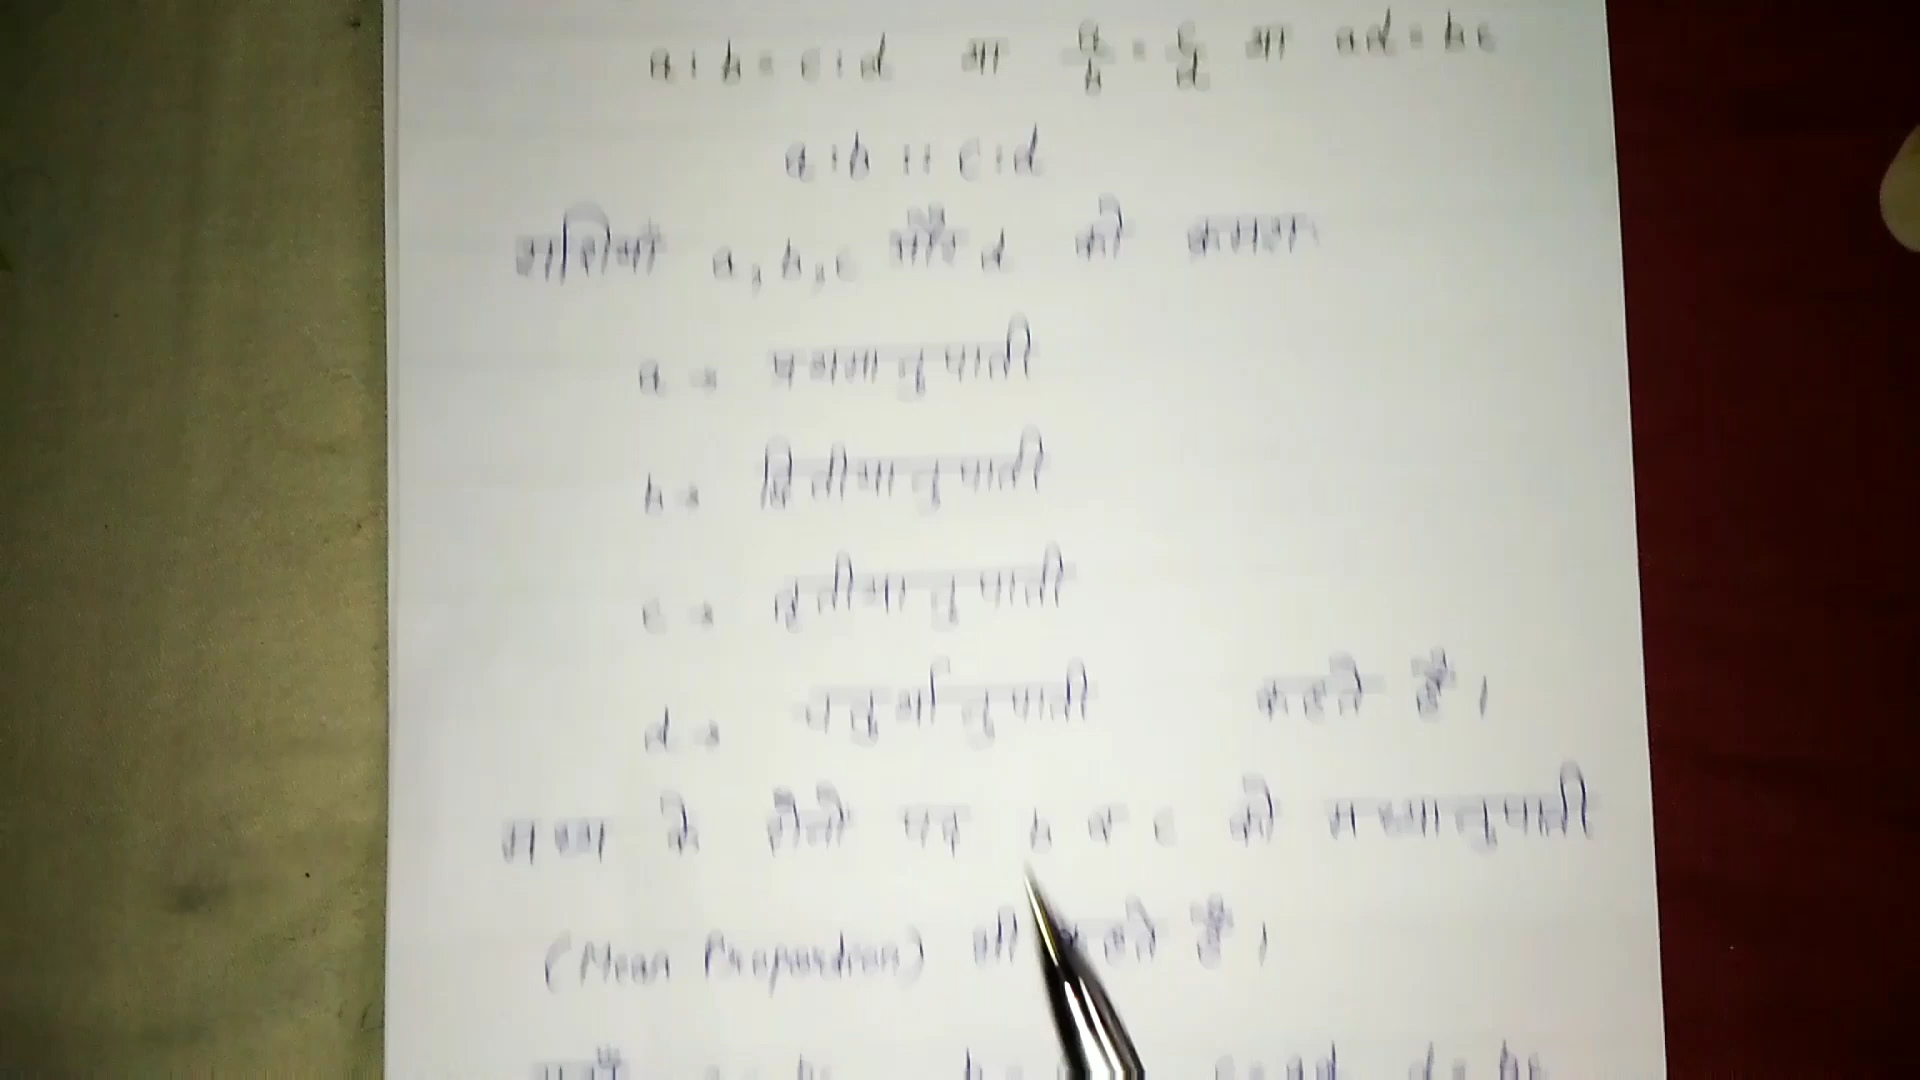 a : b = c : d या a/b = c/d या ad = bc
a : b :: c : d
राशियाँ a, b, c और d को क्रमशः
a = प्रथमानुपाती
b = द्वितीयानुपाती
c = तृतीयानुपाती
d = चतुर्थानुपाती कहते हैं।
मध्य के दोनों पद b व c को मध्यानुपाती
(Mean Proportion) भी कहते हैं।